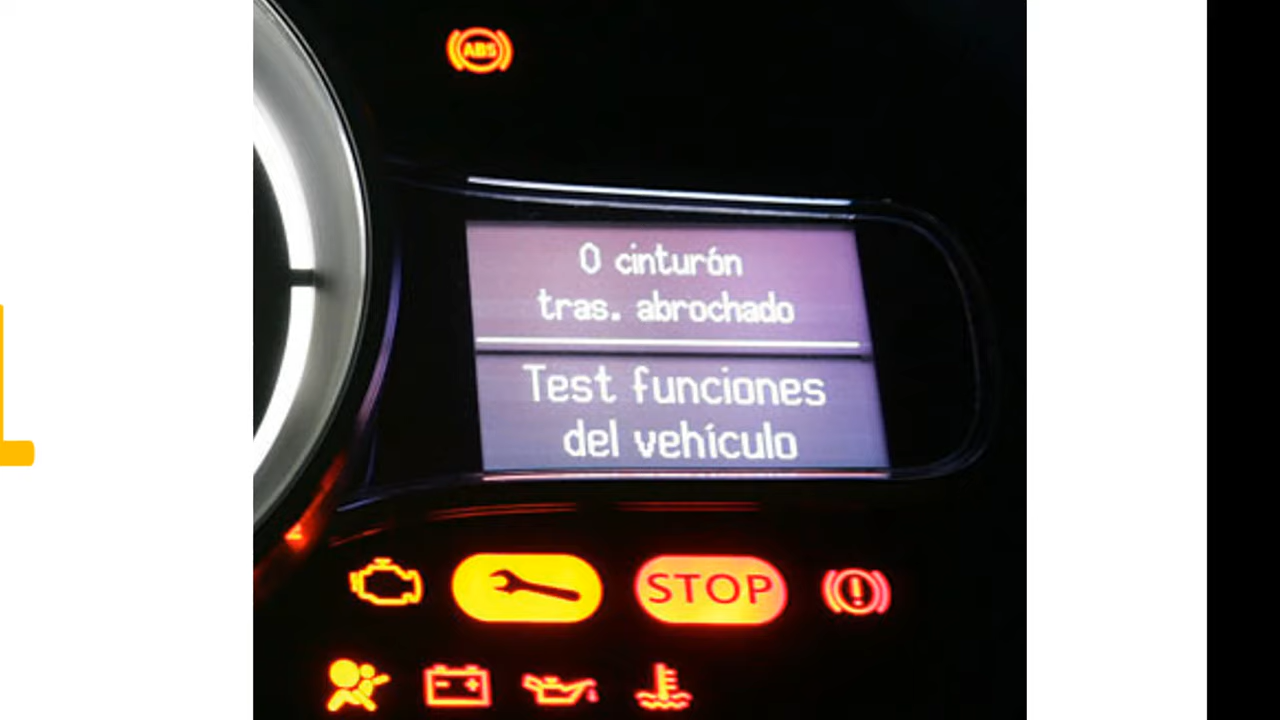 ABS
0 cinturón
tras. abrochado
Test funciones
del vehículo
STOP